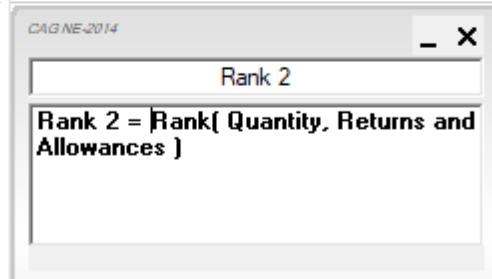 CAG NE-2014
Rank 2
Rank 2 = Rank( Quantity, Returns and
Allowances )